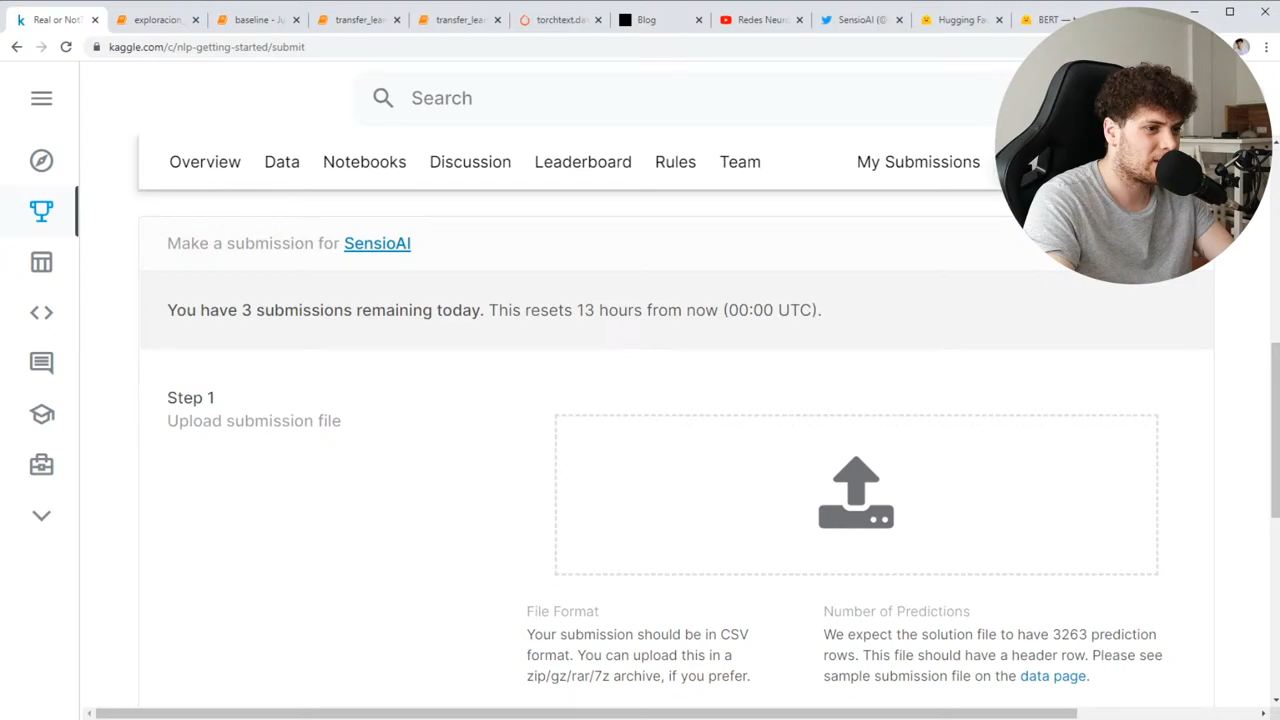 Real or Not?
exploracion_
baseline - Ju
transfer_lear
transfer_lear
torchtext.da
Blog
Redes Neuro
SensioAI (@
Hugging Fa
BERT —
kaggle.com/c/nlp-getting-started/submit
Search
Overview Data Notebooks Discussion Leaderboard Rules Team My Submissions
Make a submission for SensioAI
You have 3 submissions remaining today. This resets 13 hours from now (00:00 UTC).
Step 1
Upload submission file
File Format
Your submission should be in CSV
format. You can upload this in a
zip/gz/rar/7z archive, if you prefer.
Number of Predictions
We expect the solution file to have 3263 prediction
rows. This file should have a header row. Please see
sample submission file on the data page.